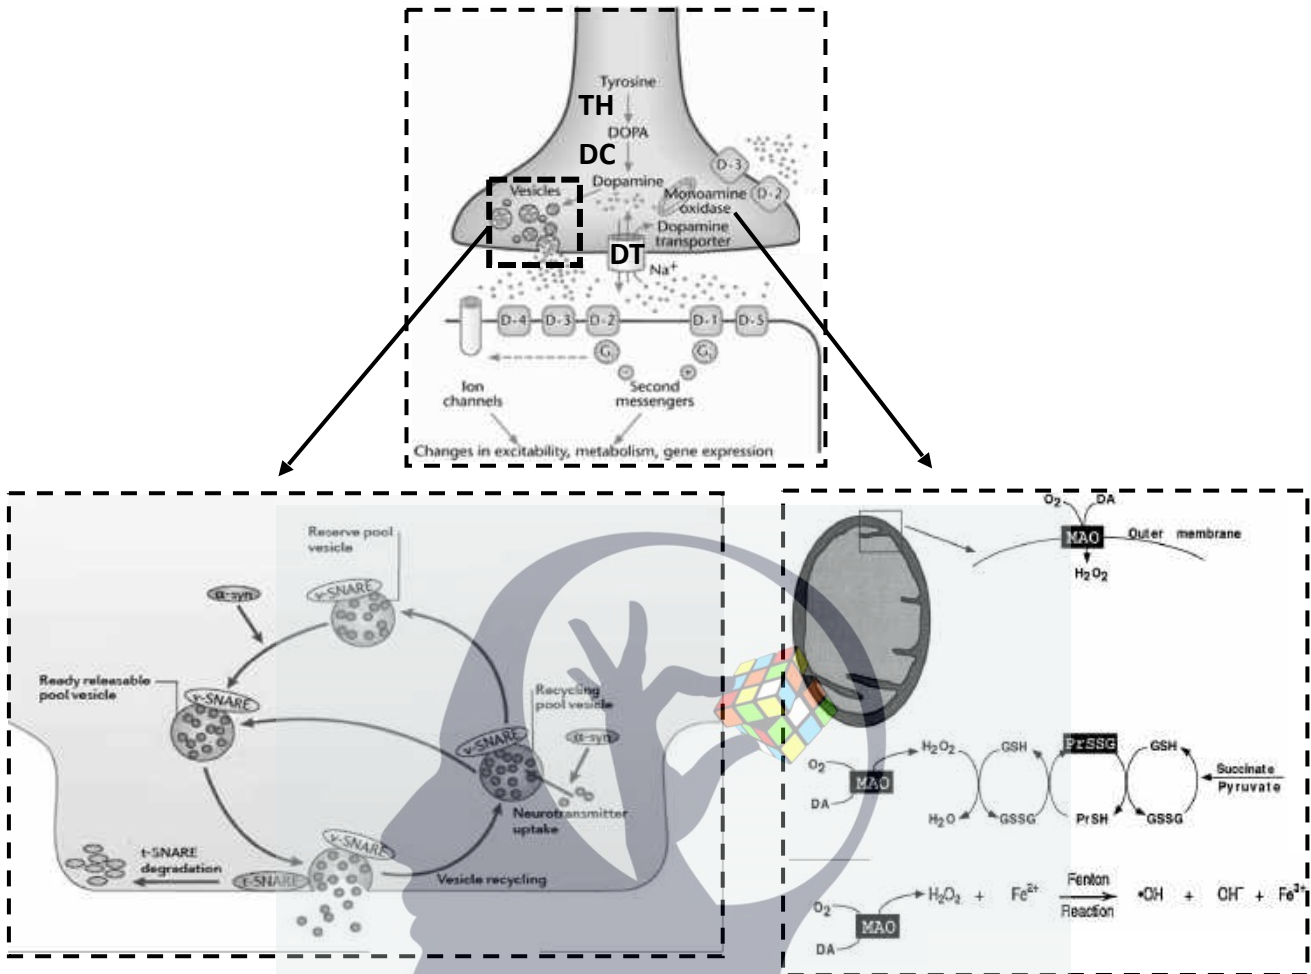 Tyrosine
TH
DOPA
DC
Dopamine
Vesicles
Monoamine
oxidase
D-3
D-2
Dopamine
transporter
DT
Na+
D-4
D-3
D-2
D-1
D-5
Gi
Gs
−
+
Ion
channels
Second
messengers
Changes in excitability, metabolism, gene expression
Reserve pool
vesicle
v-SNARE
α-syn
Ready releasable
pool vesicle
v-SNARE
Recycling
pool vesicle
v-SNARE
α-syn
Neurotransmitter
uptake
v-SNARE
t-SNARE
degradation
t-SNARE
Vesicle recycling
O2
DA
MAO
Outer membrane
H2O2
O2
MAO
DA
H2O2
GSH
PrSSG
GSH
Succinate
Pyruvate
H2O
GSSG
PrSH
GSSG
O2
MAO
DA
H2O2 + Fe2+
Fenton
Reaction
•OH + OH− + Fe3+